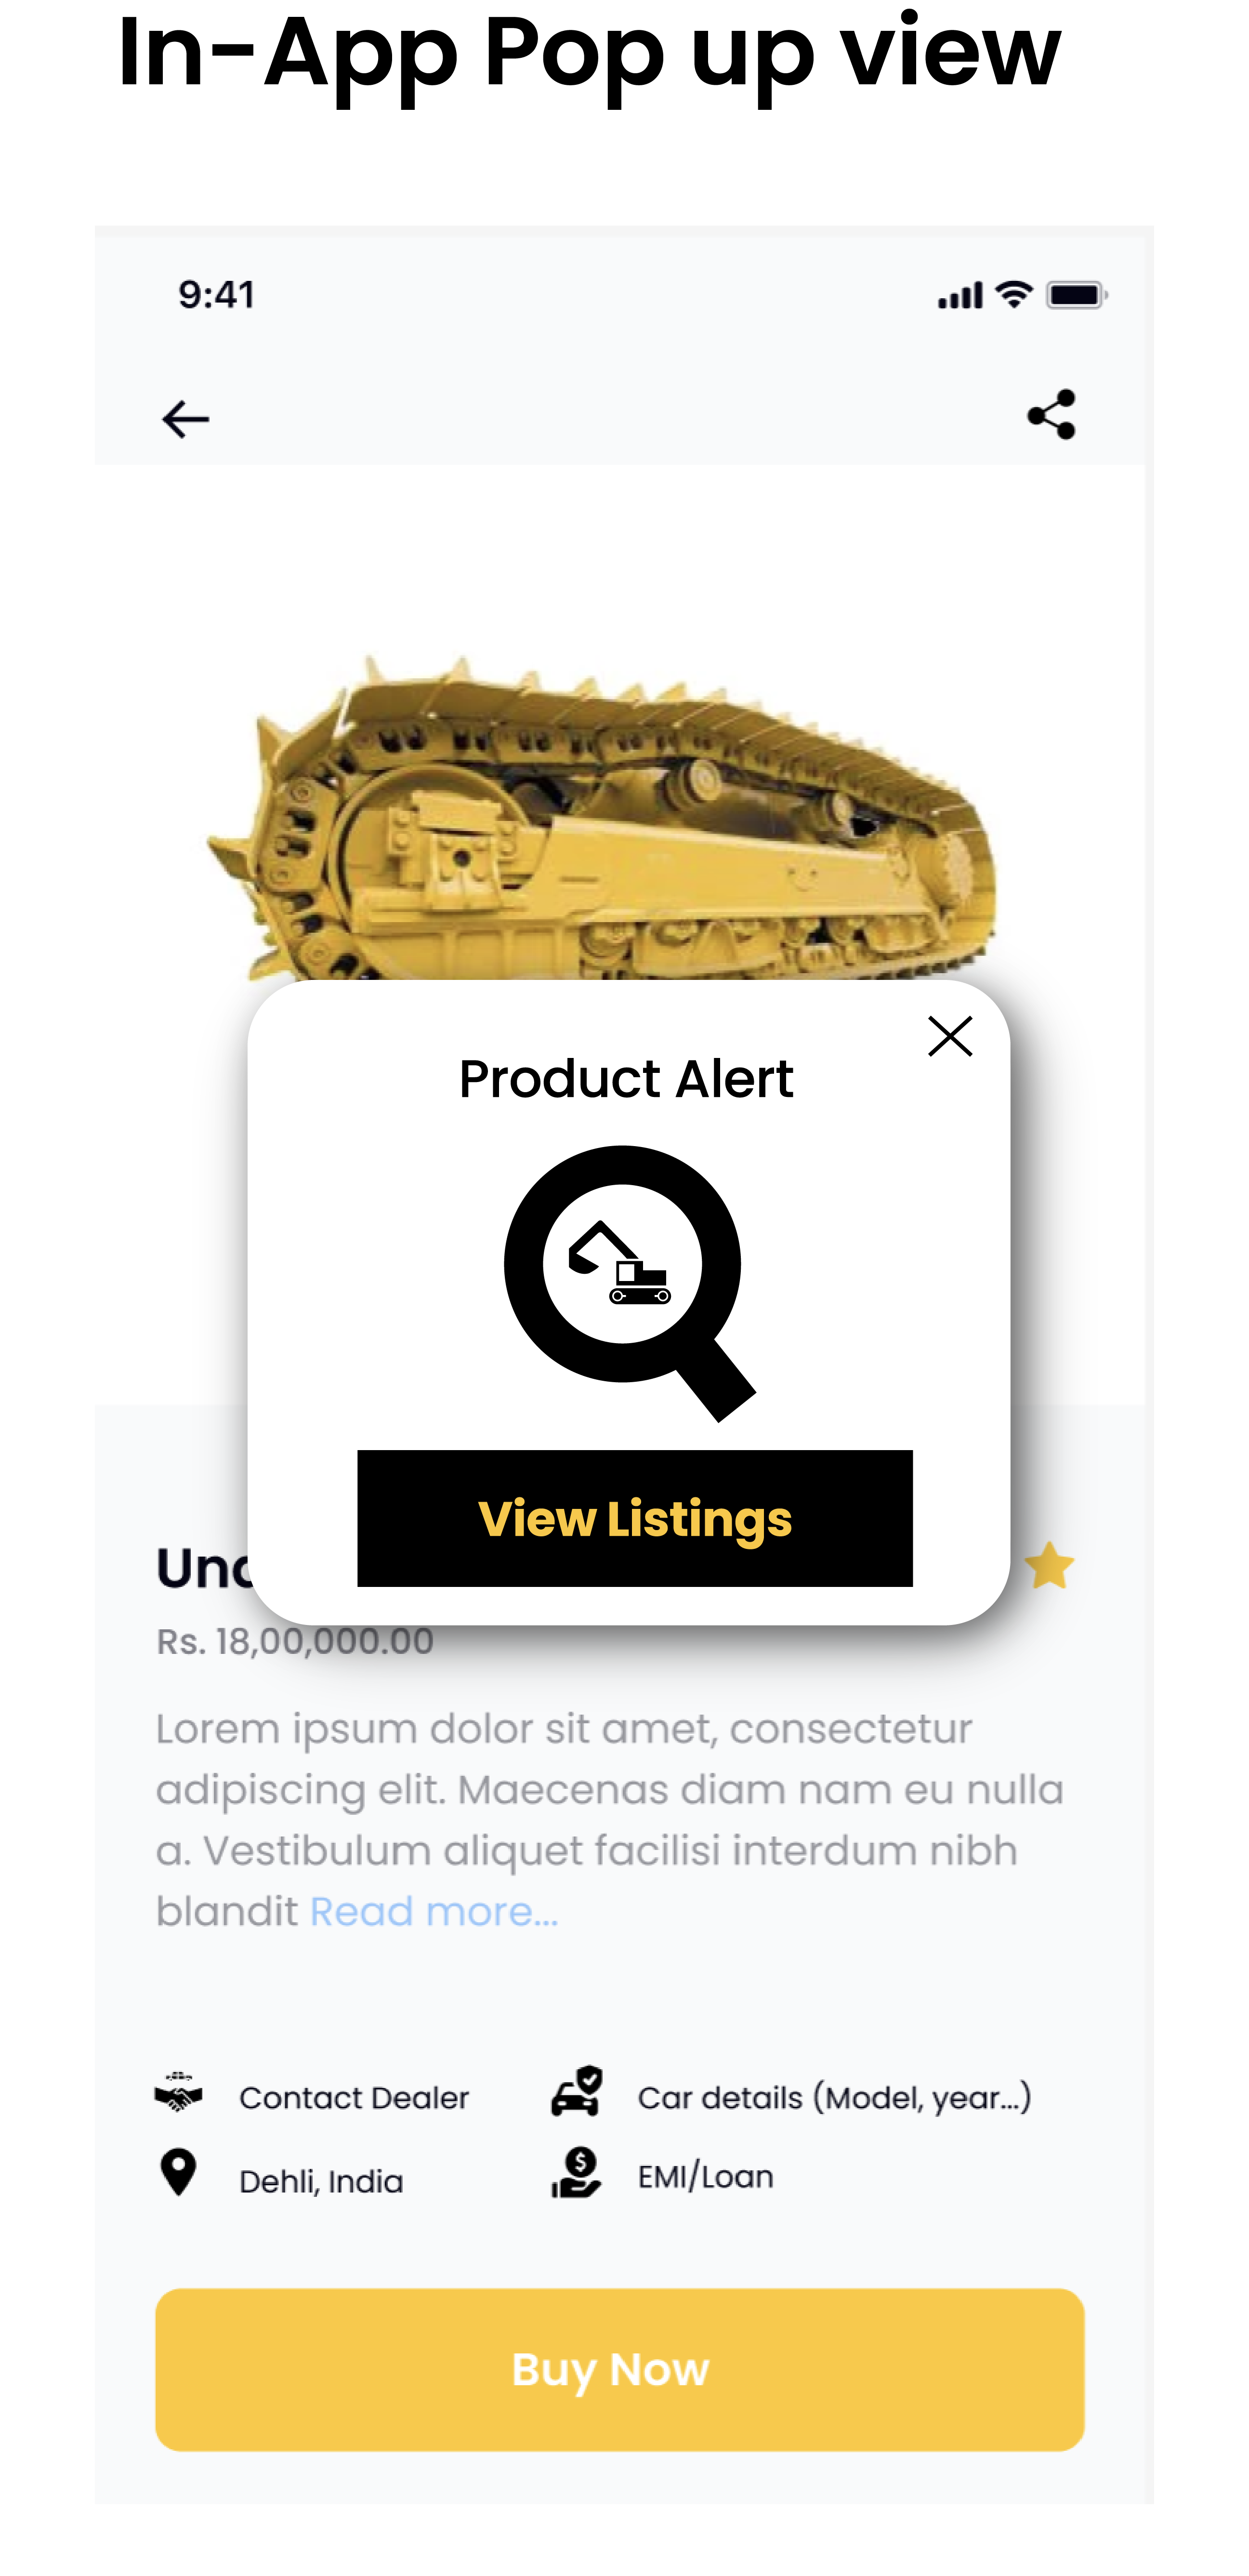 In-App Pop up view
9:41
Product Alert
View Listings
Rs. 18,00,000.00
Lorem ipsum dolor sit amet, consectetur
adipiscing elit. Maecenas diam nam eu nulla
a. Vestibulum aliquet facilisi interdum nibh
blandit Read more...
Contact Dealer
Car details (Model, year...)
Dehli, India
EMI/Loan
Buy Now